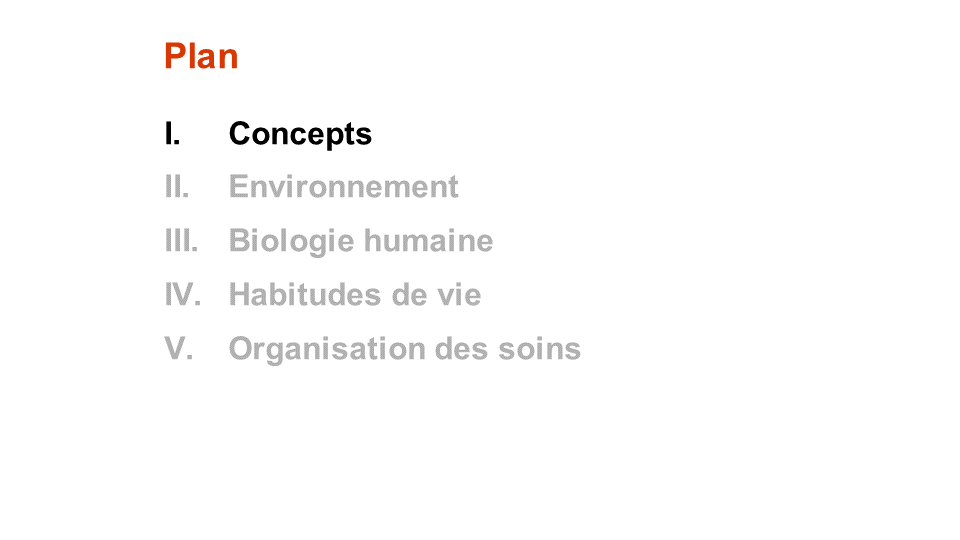 Plan
I. Concepts
II. Environnement
III. Biologie humaine
IV. Habitudes de vie
V. Organisation des soins